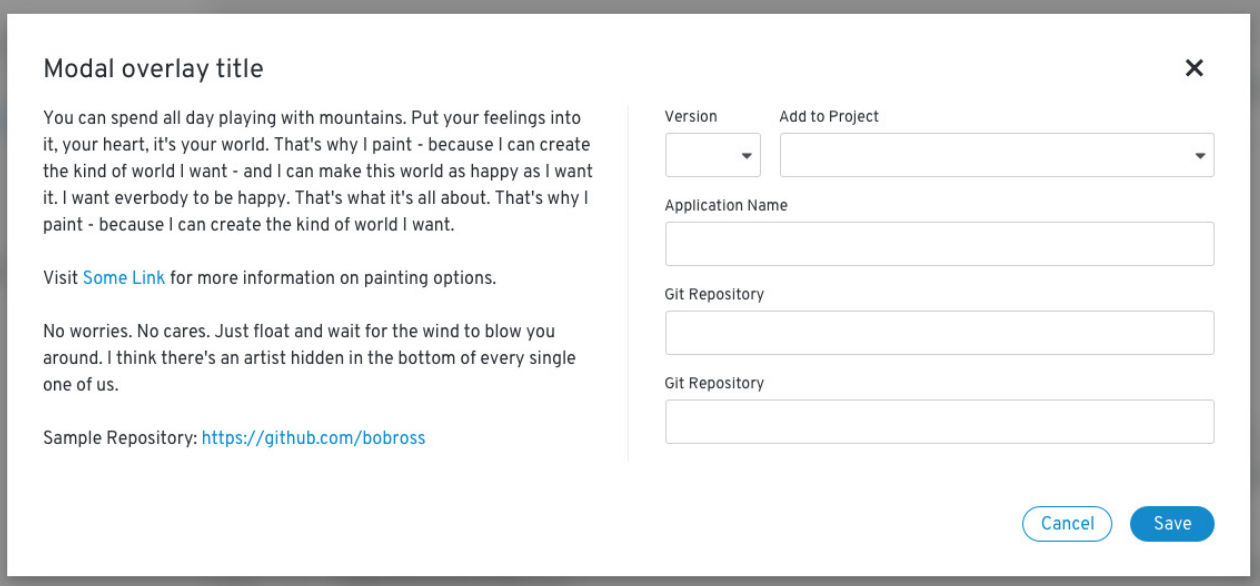 Modal overlay title
You can spend all day playing with mountains. Put your feelings into
it, your heart, it's your world. That's why I paint - because I can create
the kind of world I want - and I can make this world as happy as I want
it. I want everbody to be happy. That's what it's all about. That's why I
paint - because I can create the kind of world I want.
Visit Some Link for more information on painting options.
No worries. No cares. Just float and wait for the wind to blow you
around. I think there's an artist hidden in the bottom of every single
one of us.
Sample Repository: https://github.com/bobross
Version Add to Project
Application Name
Git Repository
Git Repository
Cancel Save